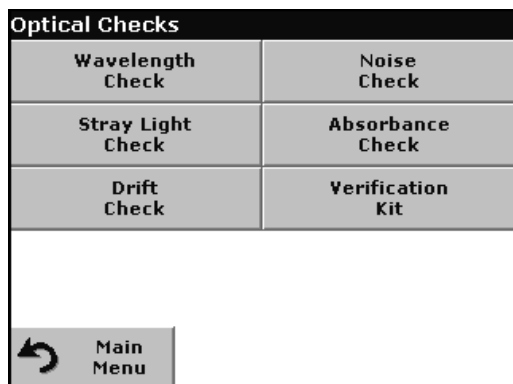 Optical Checks
Wavelength
Check
Noise
Check
Stray Light
Check
Absorbance
Check
Drift
Check
Verification
Kit
Main
Menu